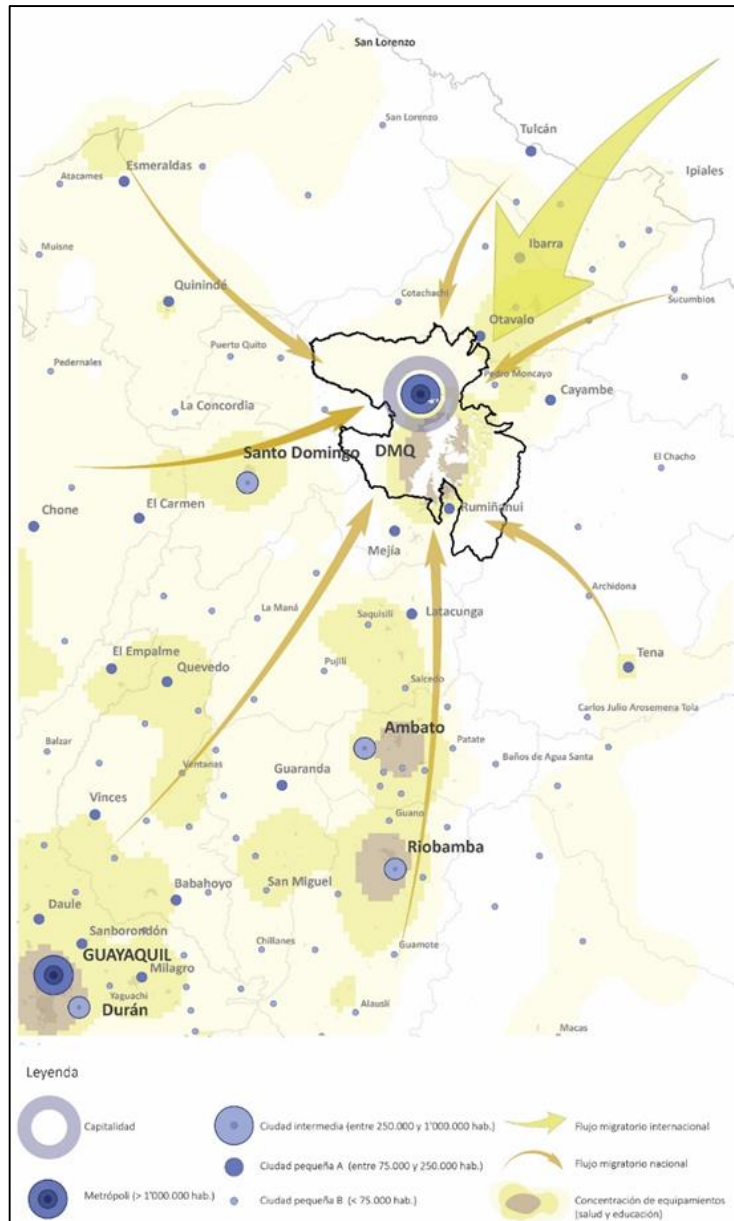 San Lorenzo
San Lorenzo
Tulcán
Esmeraldas
Atacames
Ipiales
Muisne
Ibarra
Quinindé
Cotachachi
Sucumbios
Otavalo
Puerto Quito
Pedernales
Pedro Moncayo
Cayambe
La Concordia
Santo Domingo
DMQ
El Chacho
Chone
El Carmen
Rumiñahui
Mejía
Archidona
La Maná
Saquisilí
Latacunga
El Empalme
Quevedo
Pujilí
Tena
Salcedo
Carlos Julio Arosemena Tola
Ambato
Balzar
Patate
Baños de Agua Santa
Ventanas
Guaranda
Vinces
Guano
Riobamba
Babahoyo
San Miguel
Daule
Sanborondón
Chillanes
Guamote
GUAYAQUIL
Milagro
Yaguachi
Durán
Alauslí
Macas
Leyenda
Capitalidad
Ciudad intermedia (entre 250.000 y 1'000.000 hab.)
Flujo migratorio internacional
Ciudad pequeña A (entre 75.000 y 250.000 hab.)
Flujo migratorio nacional
Metrópoli (> 1'000.000 hab.)
Ciudad pequeña B (< 75.000 hab.)
Concentración de equipamientos
(salud y educación)